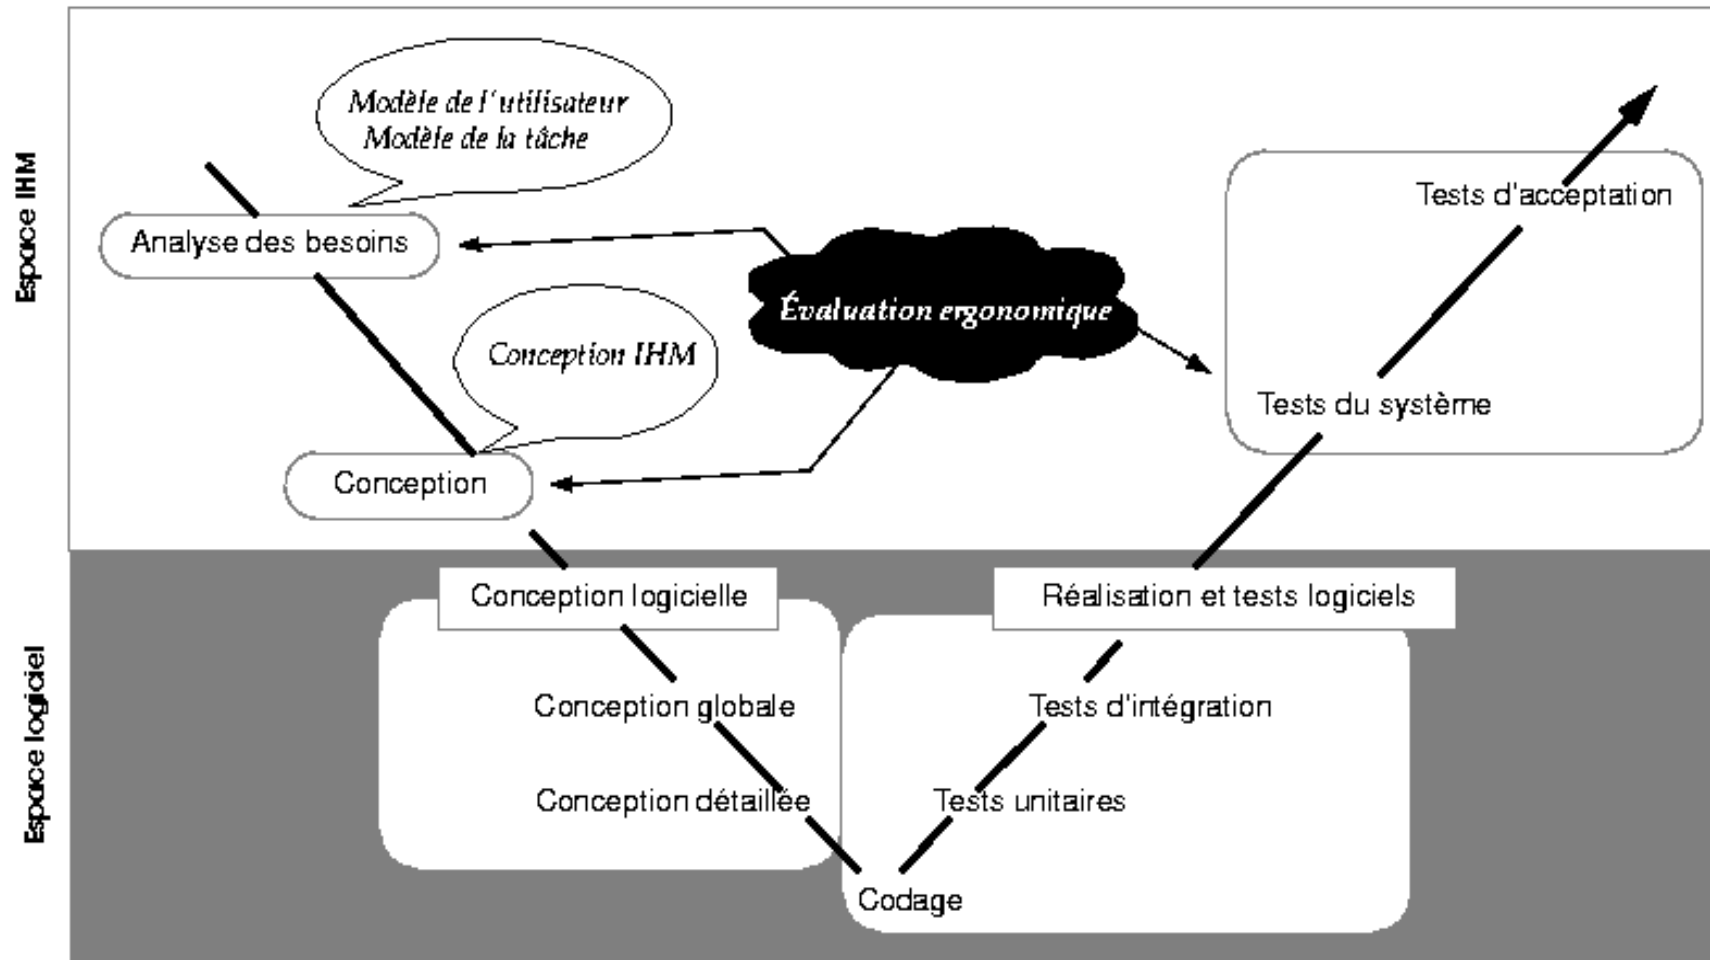 Espace IHM
Modèle de l'utilisateur
Modèle de la tâche
Analyse des besoins
Évaluation ergonomique
Conception IHM
Conception
Tests d'acceptation
Tests du système
Espace logiciel
Conception logicielle
Conception globale
Conception détaillée
Codage
Réalisation et tests logiciels
Tests d'intégration
Tests unitaires